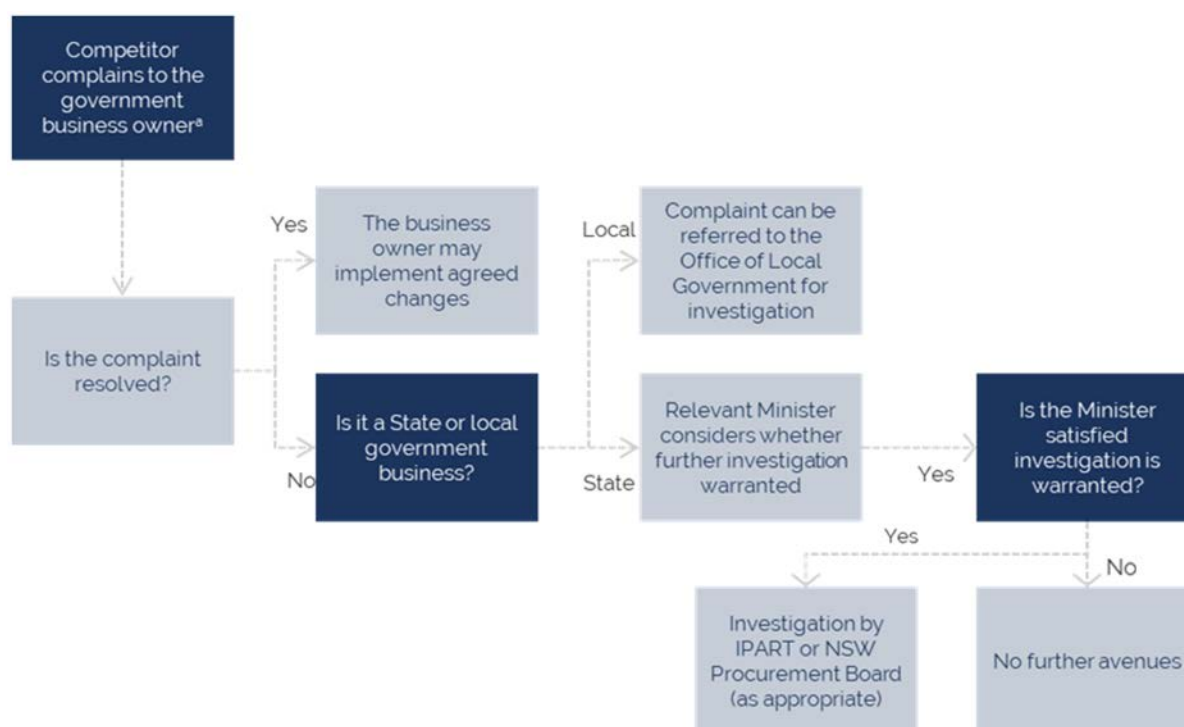 Competitor
complains to the
government
business ownerᵃ
Is the complaint
resolved?
Yes
The business
owner may
implement agreed
changes
No
Is it a State or local
government
business?
Local
Complaint can be
referred to the
Office of Local
Government for
investigation
State
Relevant Minister
considers whether
further investigation
warranted
Yes
Is the Minister
satisfied
investigation is
warranted?
Yes
Investigation by
IPART or NSW
Procurement Board
(as appropriate)
No
No further avenues